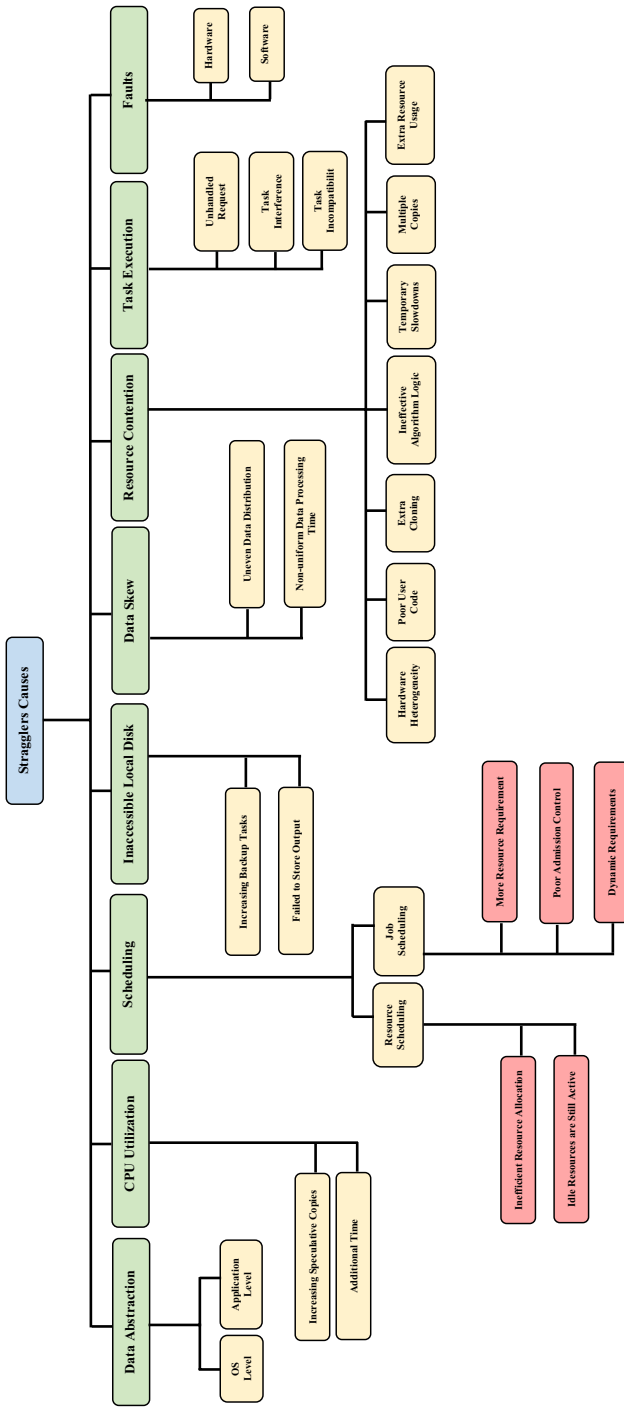 Stragglers Causes
Data Abstraction
CPU Utilization
Scheduling
Inaccessible Local Disk
Data Skew
Resource Contention
Task Execution
Faults
OS
Level
Application
Level
Increasing Speculative Copies
Additional Time
Resource
Scheduling
Job
Scheduling
Inefficient Resource Allocation
Idle Resources are Still Active
More Resource Requirement
Poor Admission Control
Dynamic Requirements
Increasing Backup Tasks
Failed to Store Output
Uneven Data Distribution
Non-uniform Data Processing
Time
Hardware
Heterogeneity
Poor User
Code
Extra
Cloning
Ineffective
Algorithm Logic
Temporary
Slowdowns
Multiple
Copies
Extra Resource
Usage
Unhandled
Request
Task
Interference
Task
Incompatibilit
Hardware
Software